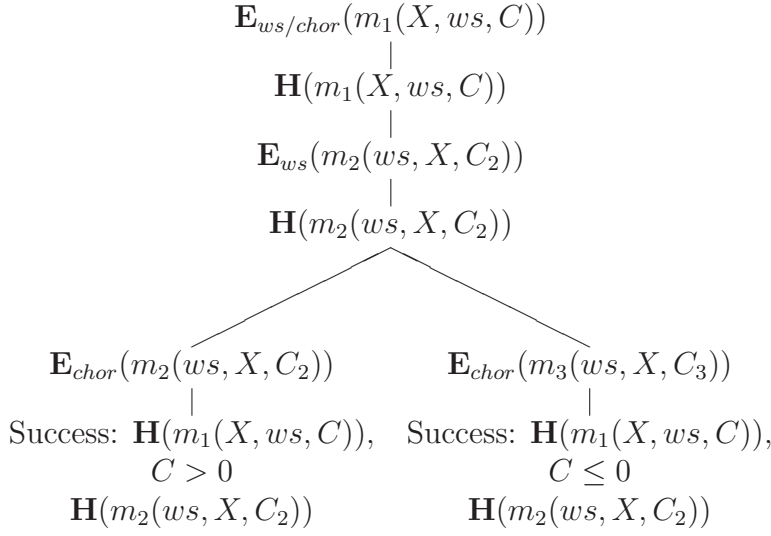 E_{ws/chor}(m_1(X, ws, C))
H(m_1(X, ws, C))
E_{ws}(m_2(ws, X, C_2))
H(m_2(ws, X, C_2))
E_{chor}(m_2(ws, X, C_2)) E_{chor}(m_3(ws, X, C_3))
Success: H(m_1(X, ws, C)), Success: H(m_1(X, ws, C)),
C > 0 C ≤ 0
H(m_2(ws, X, C_2)) H(m_2(ws, X, C_2))